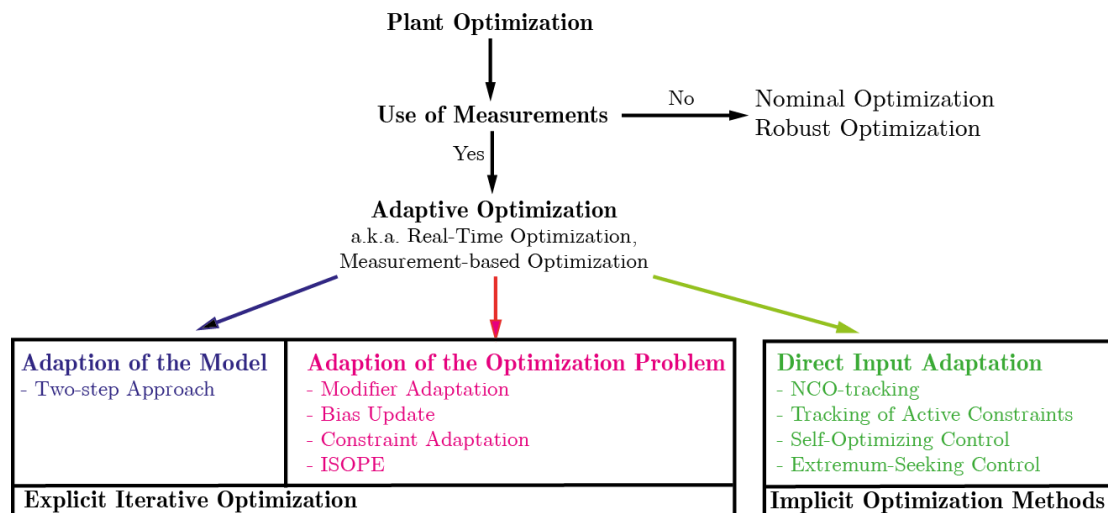 Plant Optimization
Use of Measurements
No
Nominal Optimization
Robust Optimization
Yes
Adaptive Optimization
a.k.a. Real-Time Optimization,
Measurement-based Optimization
Adaption of the Model
- Two-step Approach
Adaption of the Optimization Problem
- Modifier Adaptation
- Bias Update
- Constraint Adaptation
- ISOPE
Explicit Iterative Optimization
Direct Input Adaptation
- NCO-tracking
- Tracking of Active Constraints
- Self-Optimizing Control
- Extremum-Seeking Control
Implicit Optimization Methods